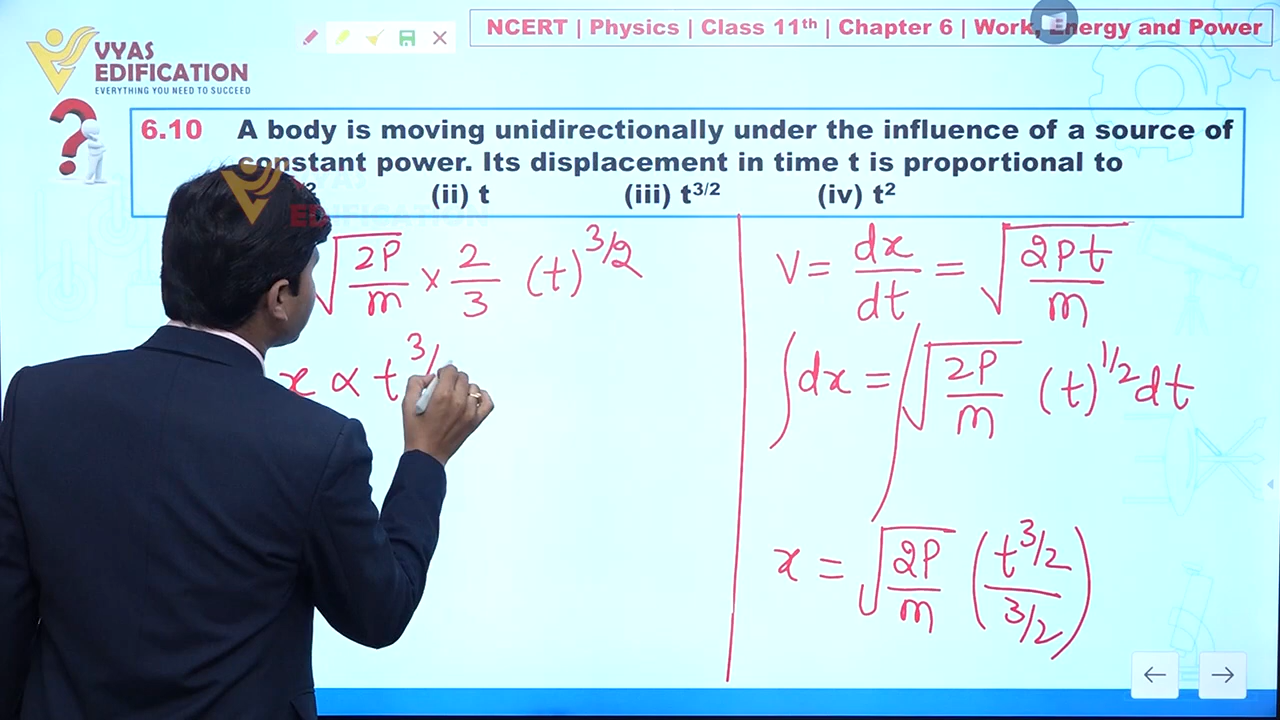 NCERT | Physics | Class 11th | Chapter 6 | Work, Energy and Power
VYAS
EDIFICATION
EVERYTHING YOU NEED TO SUCCEED
6.10 A body is moving unidirectionally under the influence of a source of
constant power. Its displacement in time t is proportional to
(ii) t (iii) t^3/2 (iv) t^2
VYAS
EDIFICATION
√(2P/m) × 2/3 (t)^3/2
x ∝ t^3/
V = dx/dt = √(2Pt/m)
∫dx = ∫√(2P/m) (t)^1/2 dt
x = √(2P/m) (t^3/2 / 3/2)